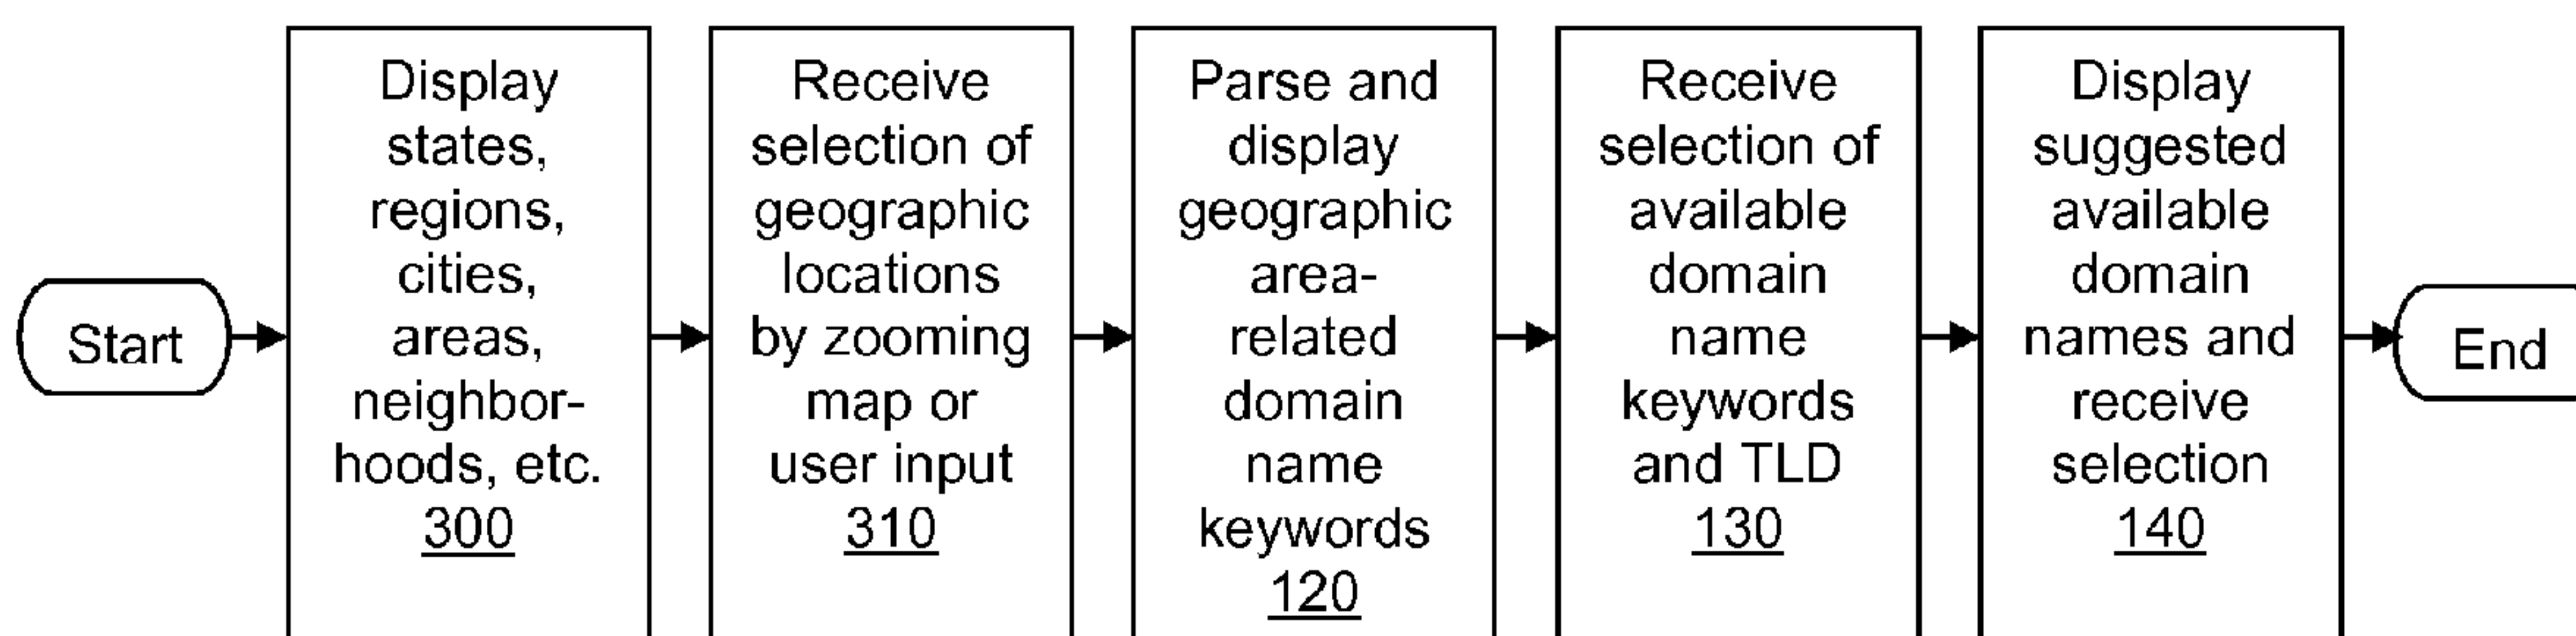 Start
Display
states,
regions,
cities,
areas,
neighbor-
hoods, etc.
300
Receive
selection of
geographic
locations
by zooming
map or
user input
310
Parse and
display
geographic
area-
related
domain
name
keywords
120
Receive
selection of
available
domain
name
keywords
and TLD
130
Display
suggested
available
domain
names and
receive
selection
140
End